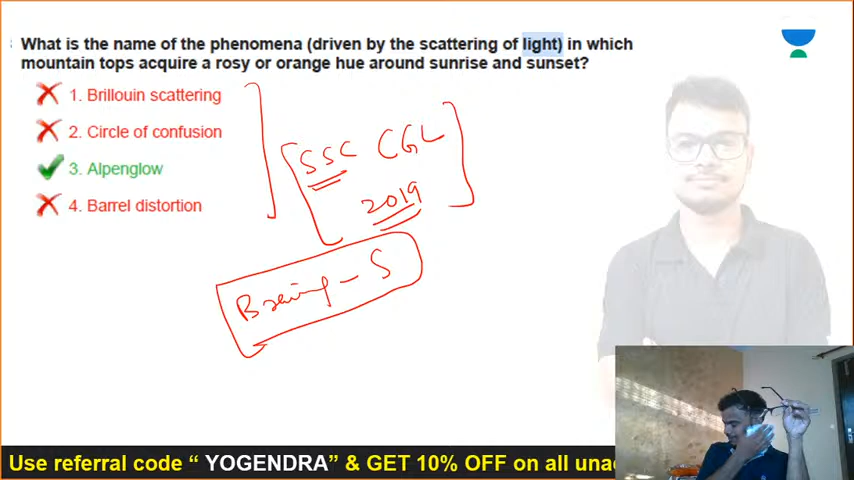 What is the name of the phenomena (driven by the scattering of light) in which
mountain tops acquire a rosy or orange hue around sunrise and sunset?
1. Brillouin scattering
2. Circle of confusion
3. Alpenglow
4. Barrel distortion
SSC CGL
2019
Use referral code “ YOGENDRA” & GET 10% OFF on all una